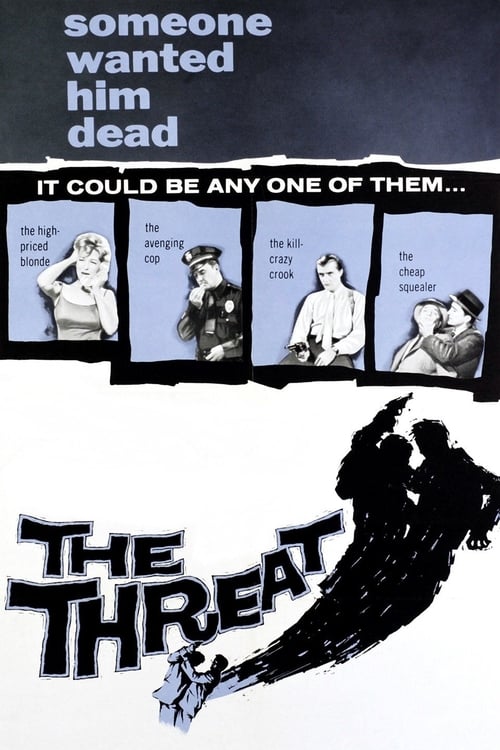 someone
wanted
him
dead
IT COULD BE ANY ONE OF THEM...
the high-
priced
blonde
the
avenging
cop
the kill-
crazy
crook
the
cheap
squealer
THE
THREAT